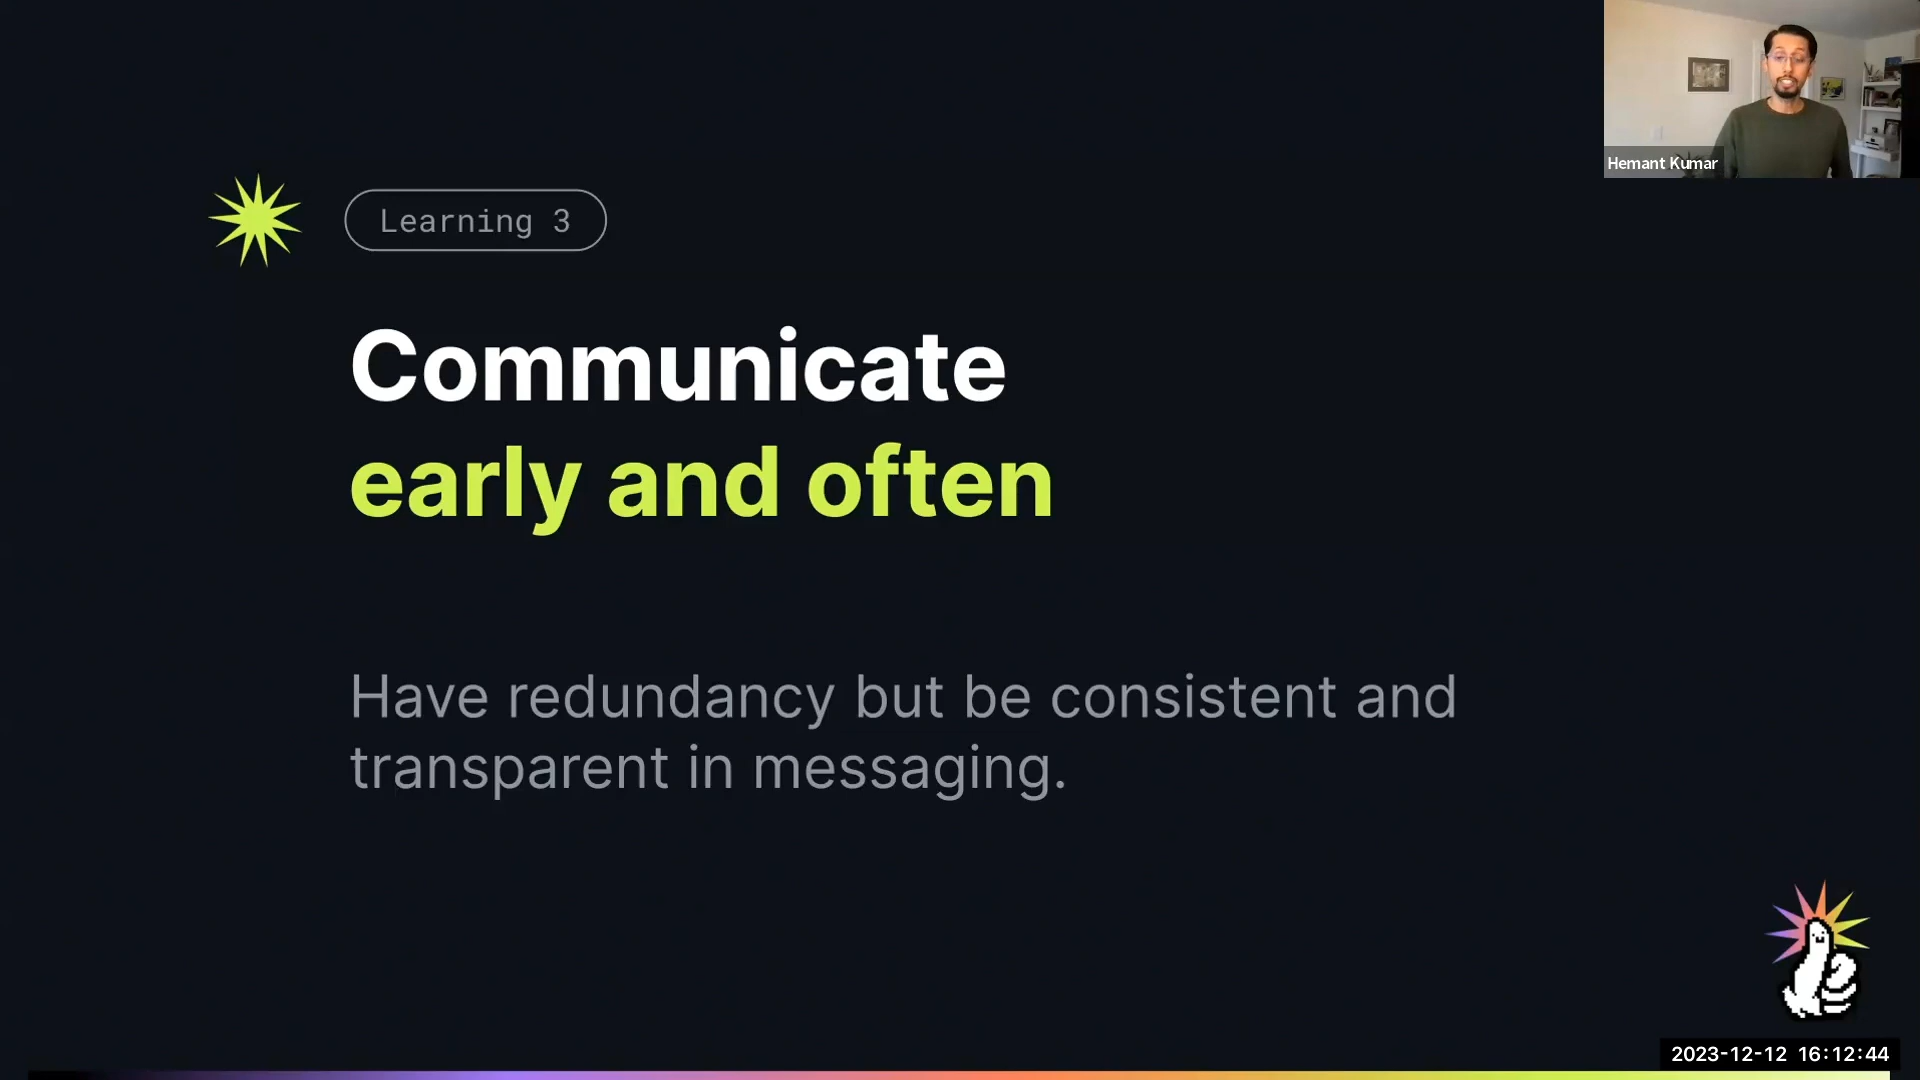 Hemant Kumar
Learning 3
Communicate
early and often
Have redundancy but be consistent and
transparent in messaging.
2023-12-12 16:12:44